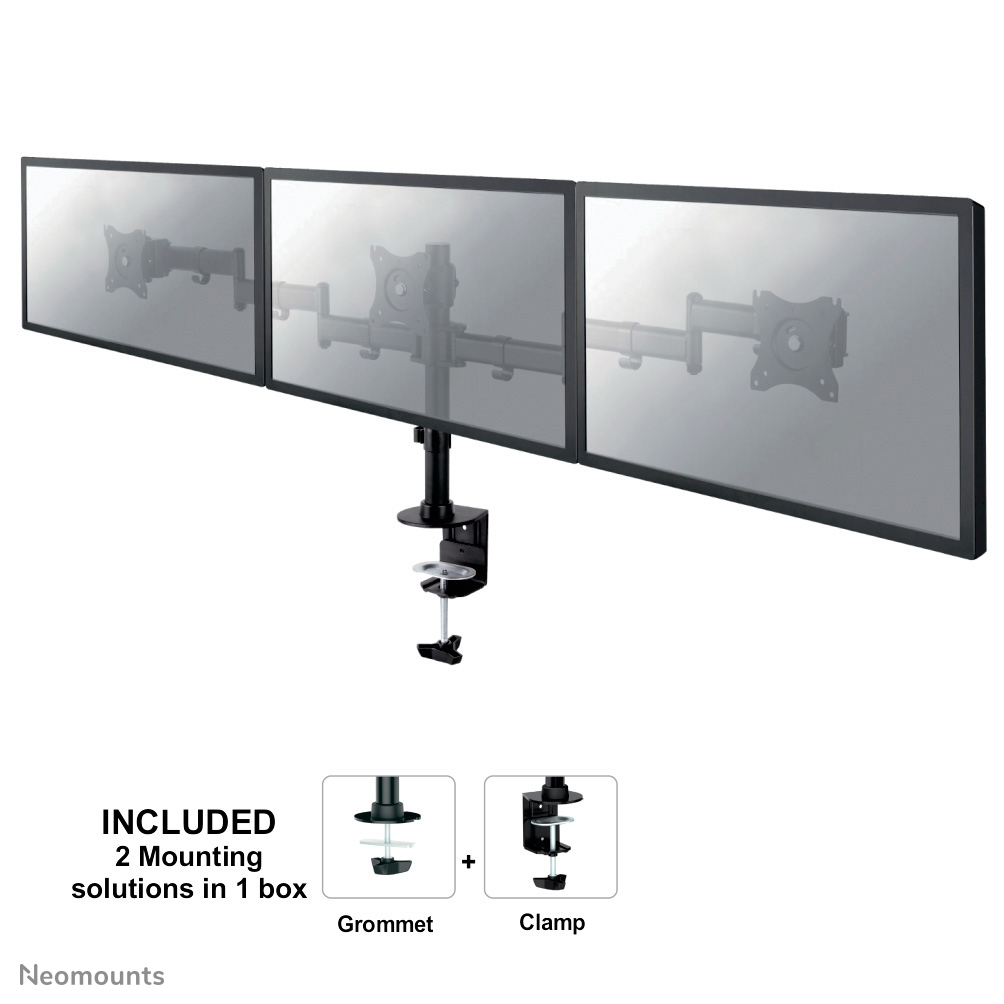 INCLUDED
2 Mounting
solutions in 1 box
+
Grommet
Clamp
Neomounts